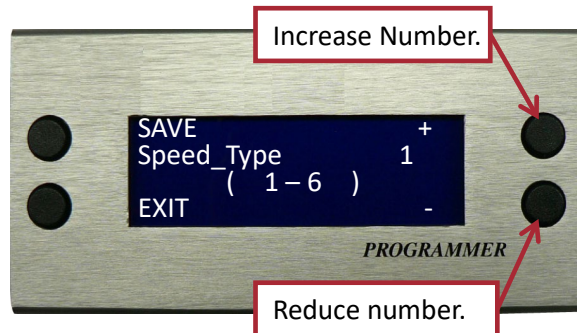 Increase Number.
SAVE +
Speed_Type 1
( 1 – 6 )
EXIT -
PROGRAMMER
Reduce number.